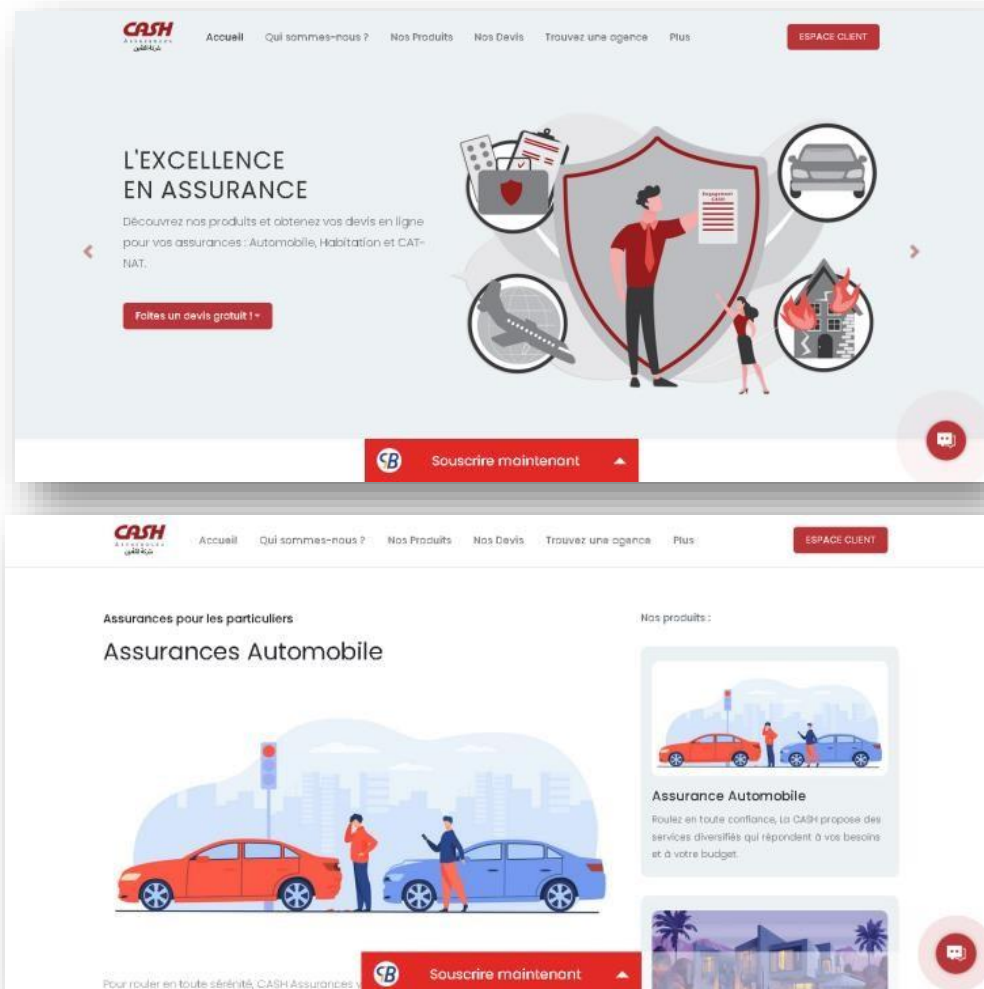 CASH
ASSURANCES
Accueil Qui sommes-nous ? Nos Produits Nos Devis Trouvez une agence Plus ESPACE CLIENT
L'EXCELLENCE
EN ASSURANCE
Découvrez nos produits et obtenez vos devis en ligne
pour vos assurances : Automobile, Habitation et CAT-
NAT.
Faites un devis gratuit !
Engagement
CASH
Souscrire maintenant
CASH
ASSURANCES
Accueil Qui sommes-nous ? Nos Produits Nos Devis Trouvez une agence Plus ESPACE CLIENT
Assurances pour les particuliers
Assurances Automobile
Nos produits :
Assurance Automobile
Roulez en toute confiance, La CASH propose des
services diversifiés qui répondent à vos besoins
et à votre budget.
Pour rouler en toute sérénité, CASH Assurances v
Souscrire maintenant